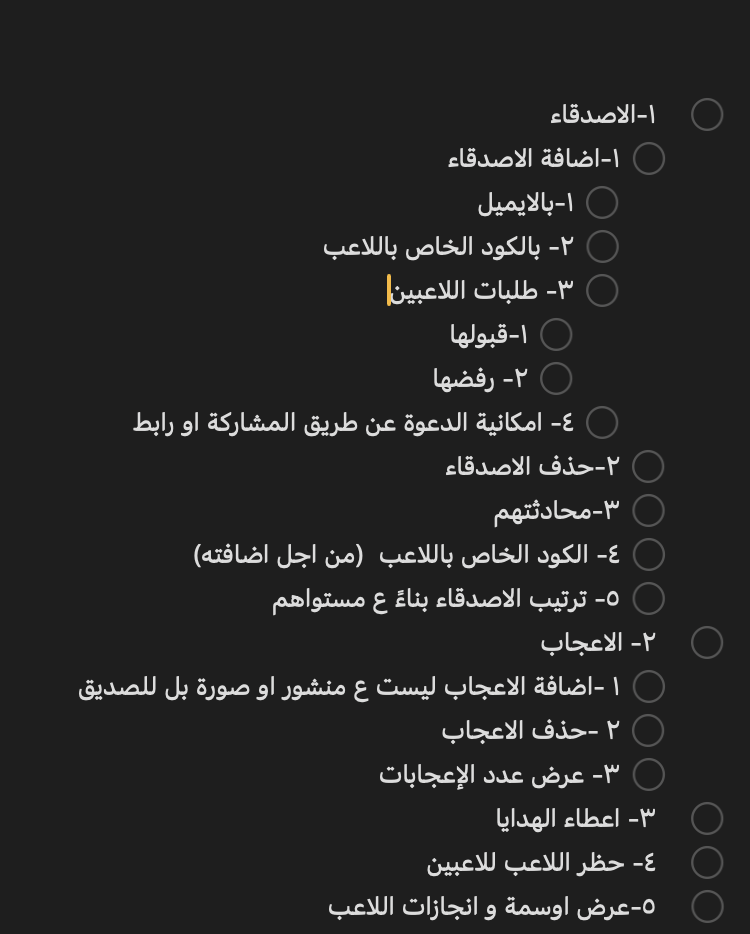 ١-الاصدقاء
١-اضافة الاصدقاء
١-بالايميل
٢- بالكود الخاص باللاعب
٣- طلبات اللاعبين
١-قبولها
٢- رفضها
٤- امكانية الدعوة عن طريق المشاركة او رابط
٢-حذف الاصدقاء
٣-محادثتهم
٤- الكود الخاص باللاعب  (من اجل اضافته)
٥- ترتيب الاصدقاء بناءً ع مستواهم
٢- الاعجاب
١ -اضافة الاعجاب ليست ع منشور او صورة بل للصديق
٢ -حذف الاعجاب
٣- عرض عدد الإعجابات
٣- اعطاء الهدايا
٤- حظر اللاعب للاعبين
٥-عرض اوسمة و انجازات اللاعب